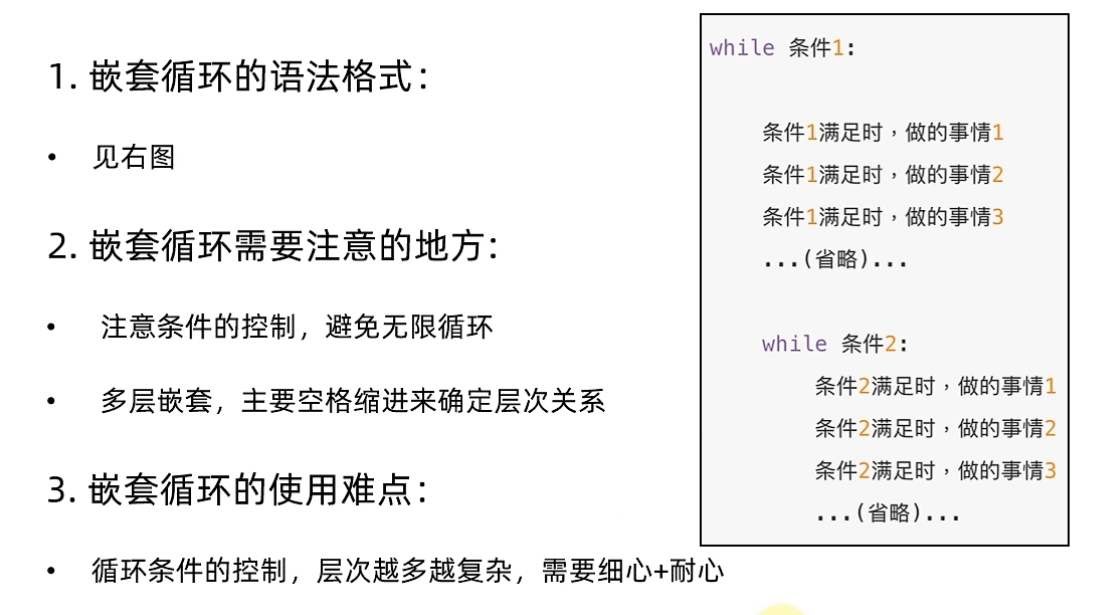 1. 嵌套循环的语法格式：
• 见右图
2. 嵌套循环需要注意的地方：
• 注意条件的控制，避免无限循环
• 多层嵌套，主要空格缩进来确定层次关系
3. 嵌套循环的使用难点：
• 循环条件的控制，层次越多越复杂，需要细心+耐心
while 条件1:
条件1满足时，做的事情1
条件1满足时，做的事情2
条件1满足时，做的事情3
...(省略)...
while 条件2:
条件2满足时，做的事情1
条件2满足时，做的事情2
条件2满足时，做的事情3
...(省略)...